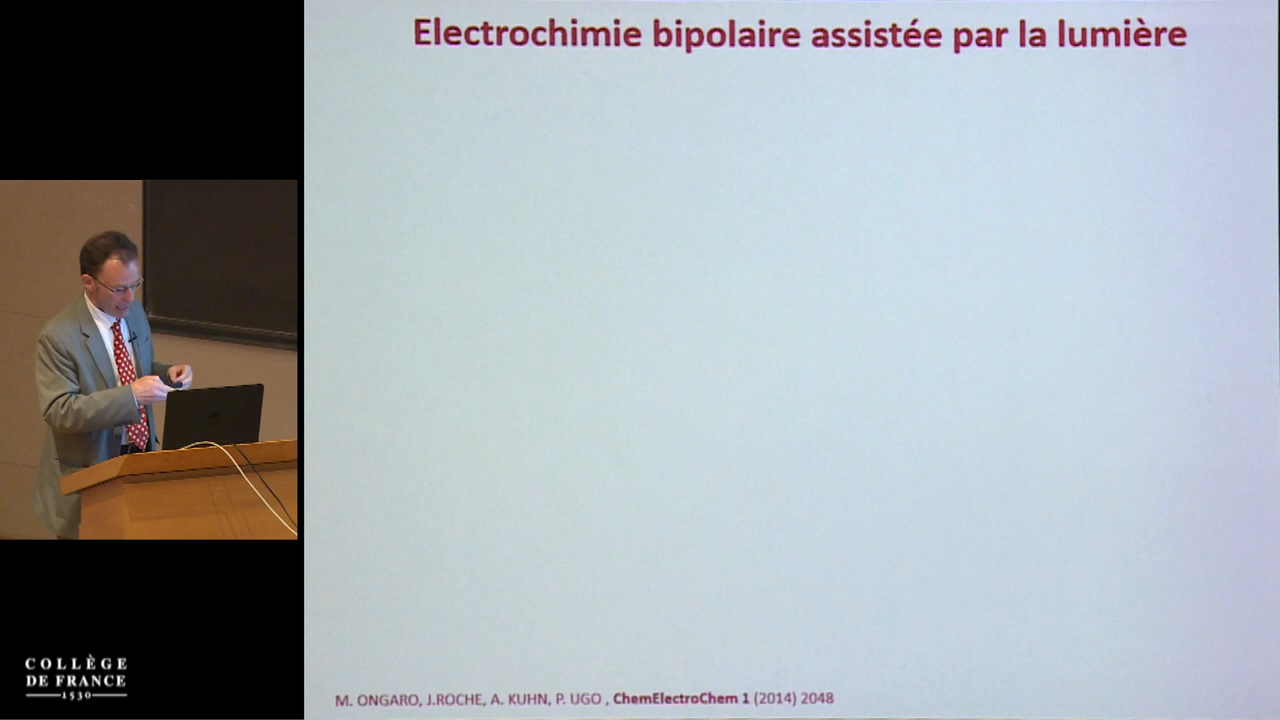 Electrochimie bipolaire assistée par la lumière
COLLÈGE
DE FRANCE
1530
M. ONGARO, J.ROCHE, A. KUHN, P. UGO , ChemElectroChem 1 (2014) 2048